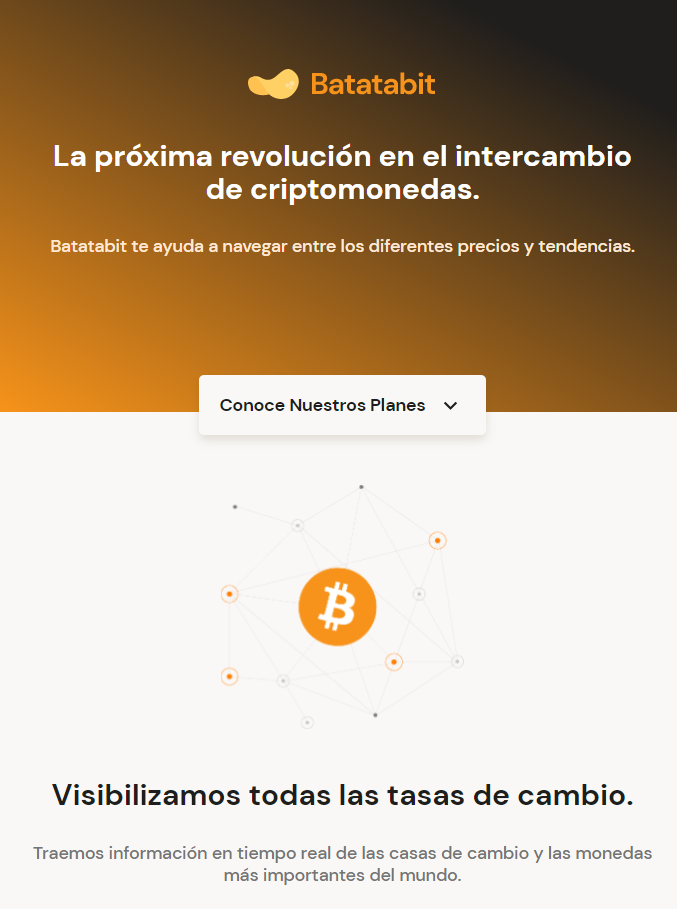 Batatabit
La próxima revolución en el intercambio
de criptomonedas.
Batatabit te ayuda a navegar entre los diferentes precios y tendencias.
Conoce Nuestros Planes
Visibilizamos todas las tasas de cambio.
Traemos información en tiempo real de las casas de cambio y las monedas
más importantes del mundo.